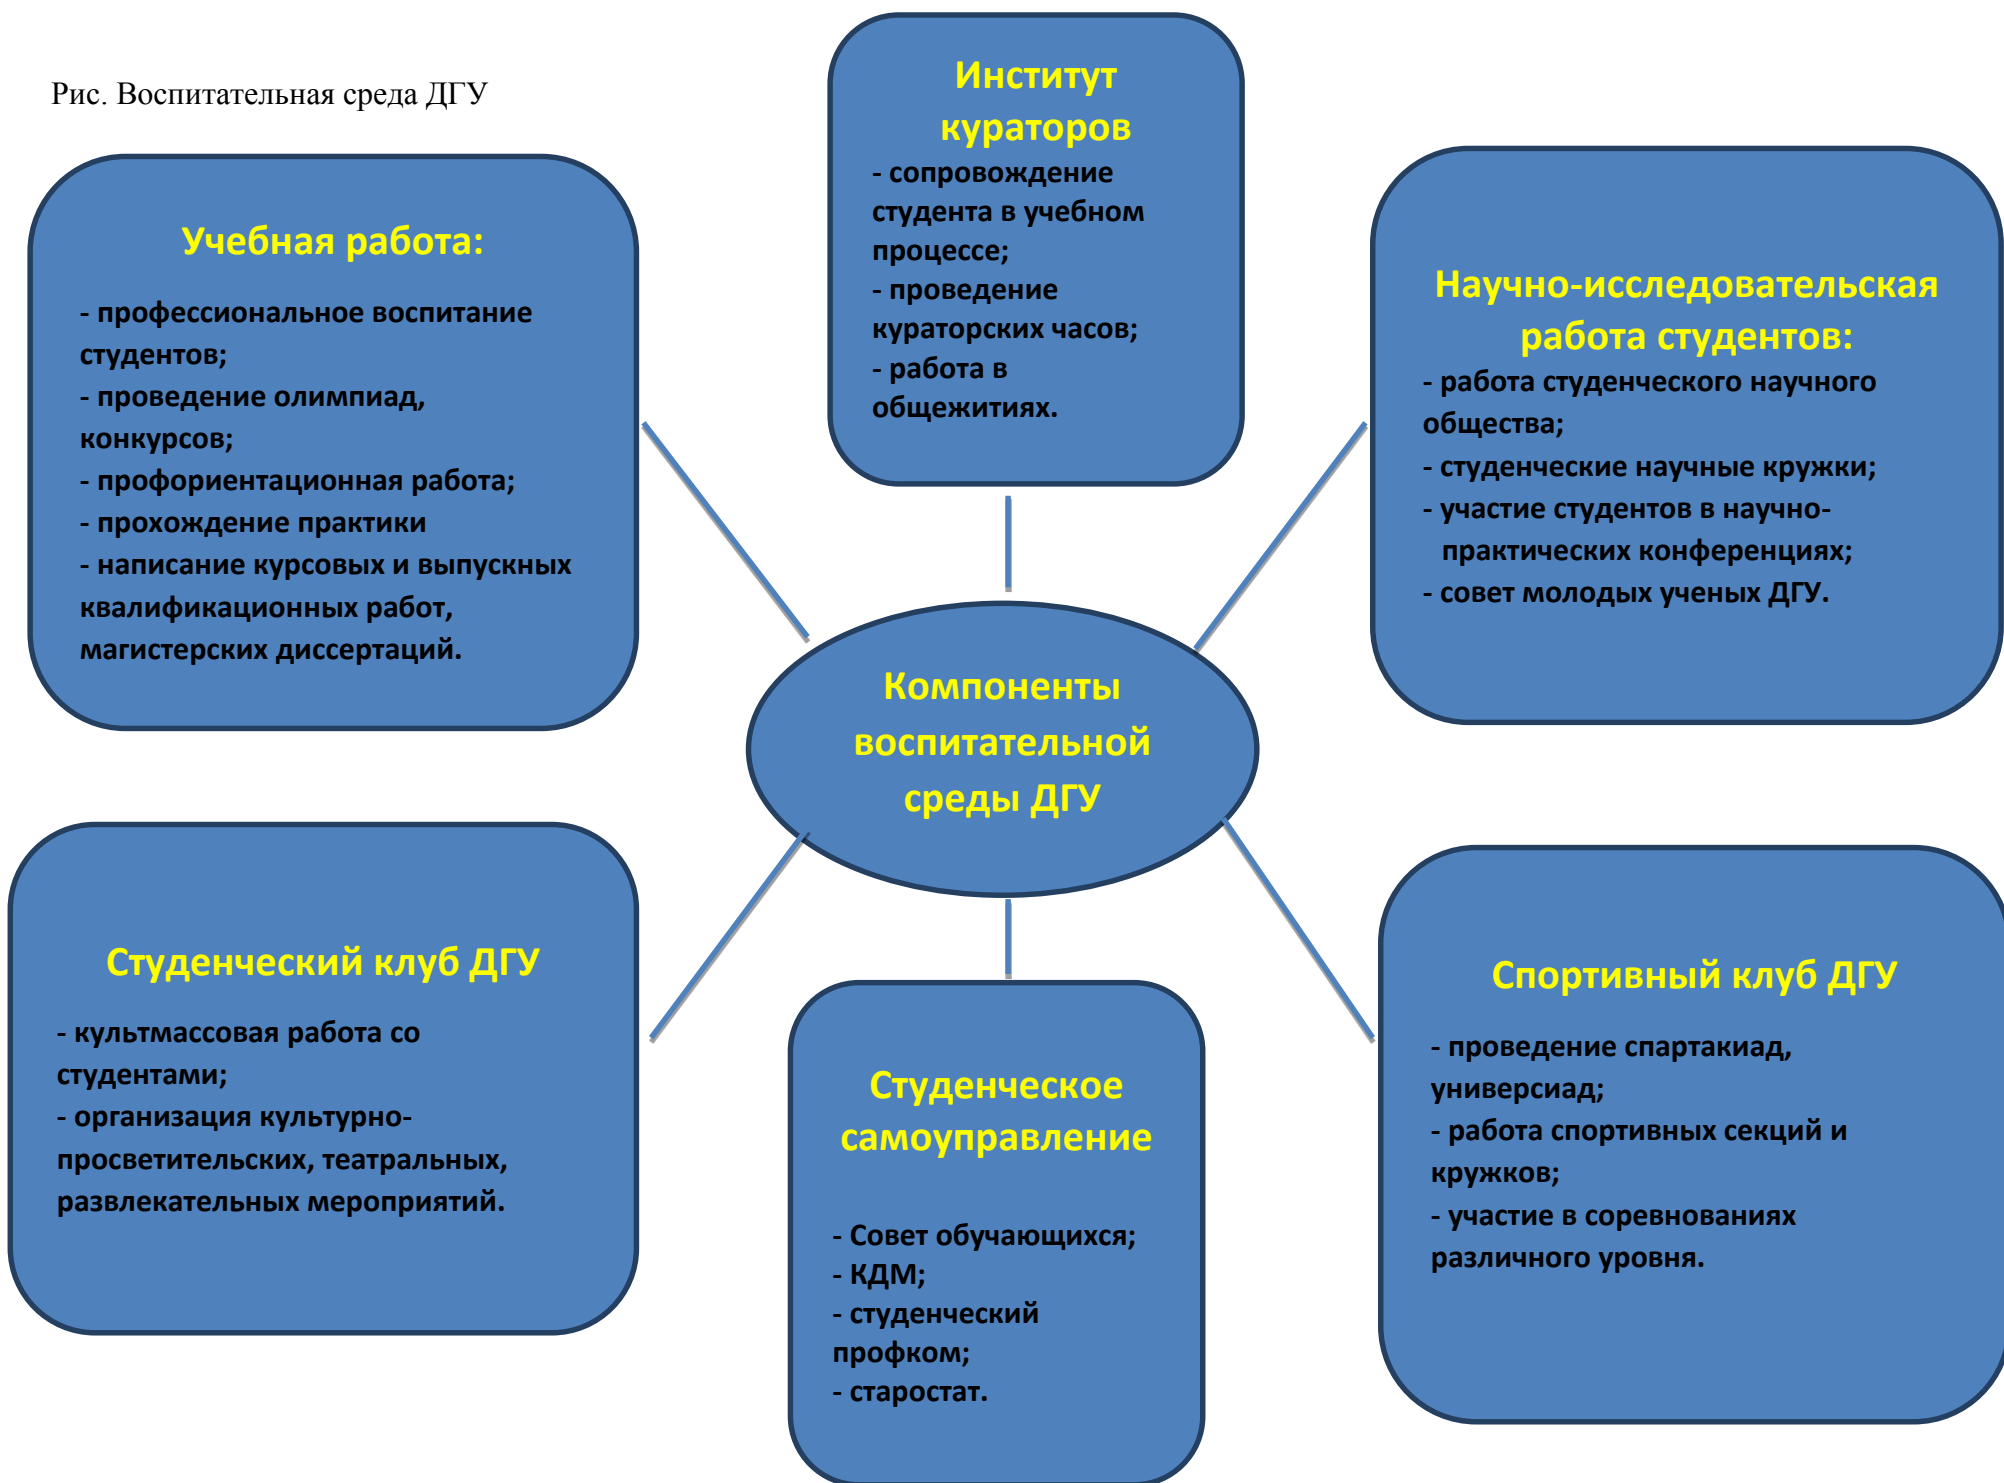 Рис. Воспитательная среда ДГУ
Институт
кураторов
- сопровождение
студента в учебном
процессе;
- проведение
кураторских часов;
- работа в
общежитиях.
Учебная работа:
- профессиональное воспитание
студентов;
- проведение олимпиад,
конкурсов;
- профориентационная работа;
- прохождение практики
- написание курсовых и выпускных
квалификационных работ,
магистерских диссертаций.
Научно-исследовательская
работа студентов:
- работа студенческого научного
общества;
- студенческие научные кружки;
- участие студентов в научно-
практических конференциях;
- совет молодых ученых ДГУ.
Компоненты
воспитательной
среды ДГУ
Студенческий клуб ДГУ
- культмассовая работа со
студентами;
- организация культурно-
просветительских, театральных,
развлекательных мероприятий.
Студенческое
самоуправление
- Совет обучающихся;
- КДМ;
- студенческий
профком;
- старостат.
Спортивный клуб ДГУ
- проведение спартакиад,
универсиад;
- работа спортивных секций и
кружков;
- участие в соревнованиях
различного уровня.